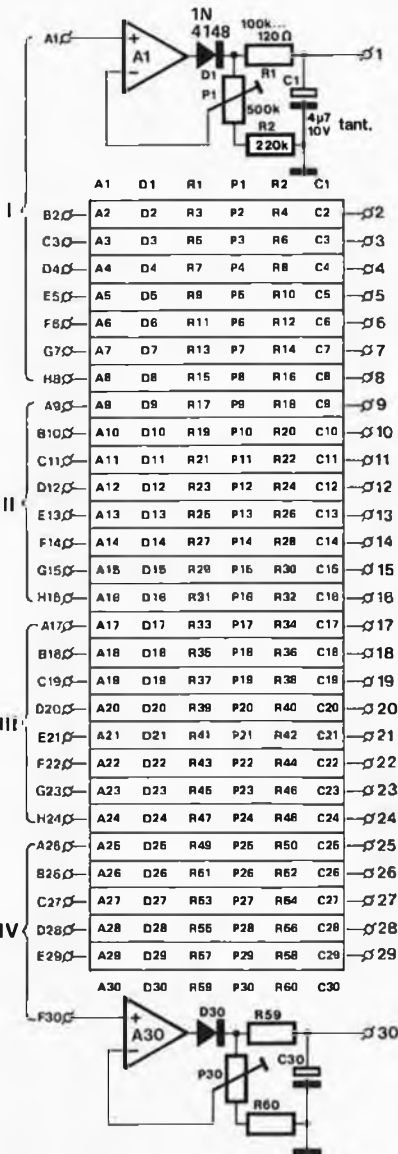 1N
4148
100k...
120Ω
A1 + A1 D1 R1 1
- P1 500k C1
4µ7
10V tant.
R2
220k
I
A1 D1 R1 P1 R2 C1
B2 A2 D2 R3 P2 R4 C2 2
C3 A3 D3 R5 P3 R6 C3 3
D4 A4 D4 R7 P4 R8 C4 4
E5 A5 D5 R9 P5 R10 C5 5
F6 A6 D6 R11 P6 R12 C6 6
G7 A7 D7 R13 P7 R14 C7 7
H8 A8 D8 R15 P8 R16 C8 8
II
A9 A9 D9 R17 P9 R18 C9 9
B10 A10 D10 R19 P10 R20 C10 10
C11 A11 D11 R21 P11 R22 C11 11
D12 A12 D12 R23 P12 R24 C12 12
E13 A13 D13 R25 P13 R26 C13 13
F14 A14 D14 R27 P14 R28 C14 14
G15 A15 D15 R29 P15 R30 C15 15
H16 A16 D16 R31 P16 R32 C16 16
III
A17 A17 D17 R33 P17 R34 C17 17
B18 A18 D18 R35 P18 R36 C18 18
C19 A19 D19 R37 P19 R38 C19 19
D20 A20 D20 R39 P20 R40 C20 20
E21 A21 D21 R41 P21 R42 C21 21
F22 A22 D22 R43 P22 R44 C22 22
G23 A23 D23 R45 P23 R46 C23 23
H24 A24 D24 R47 P24 R48 C24 24
IV
A25 A25 D25 R49 P25 R50 C25 25
B26 A26 D26 R51 P26 R52 C26 26
C27 A27 D27 R53 P27 R54 C27 27
D28 A28 D28 R55 P28 R56 C28 28
E29 A29 D29 R57 P29 R58 C29 29
A30 D30 R59 P30 R60 C30
F30 + A30 D30 R59 30
- P30 C30
R60